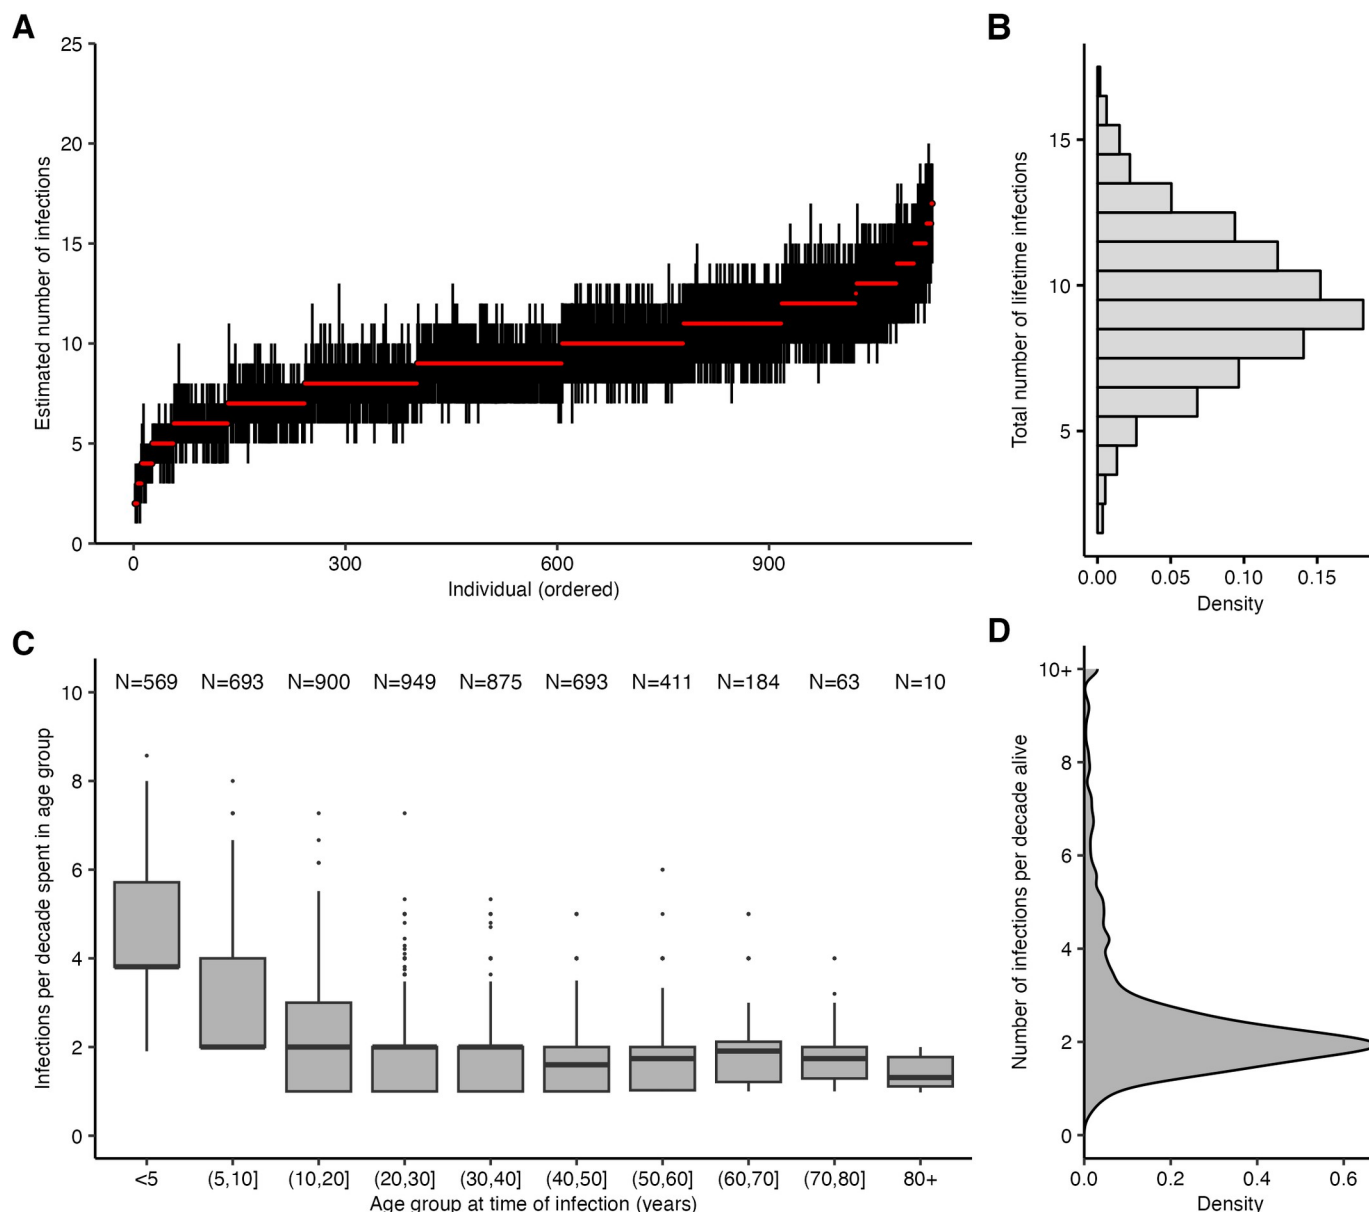 A
Estimated number of infections
25
20
15
10
5
0
0 300 600 900
Individual (ordered)
B
Total number of lifetime infections
15
10
5
0.00 0.05 0.10 0.15
Density
C
Infections per decade spent in age group
N=569 N=693 N=900 N=949 N=875 N=693 N=411 N=184 N=63 N=10
10
8
6
4
2
0
<5 (5,10] (10,20] (20,30] (30,40] (40,50] (50,60] (60,70] (70,80] 80+
Age group at time of infection (years)
D
Number of infections per decade alive
10+
8
6
4
2
0
0.0 0.2 0.4 0.6
Density